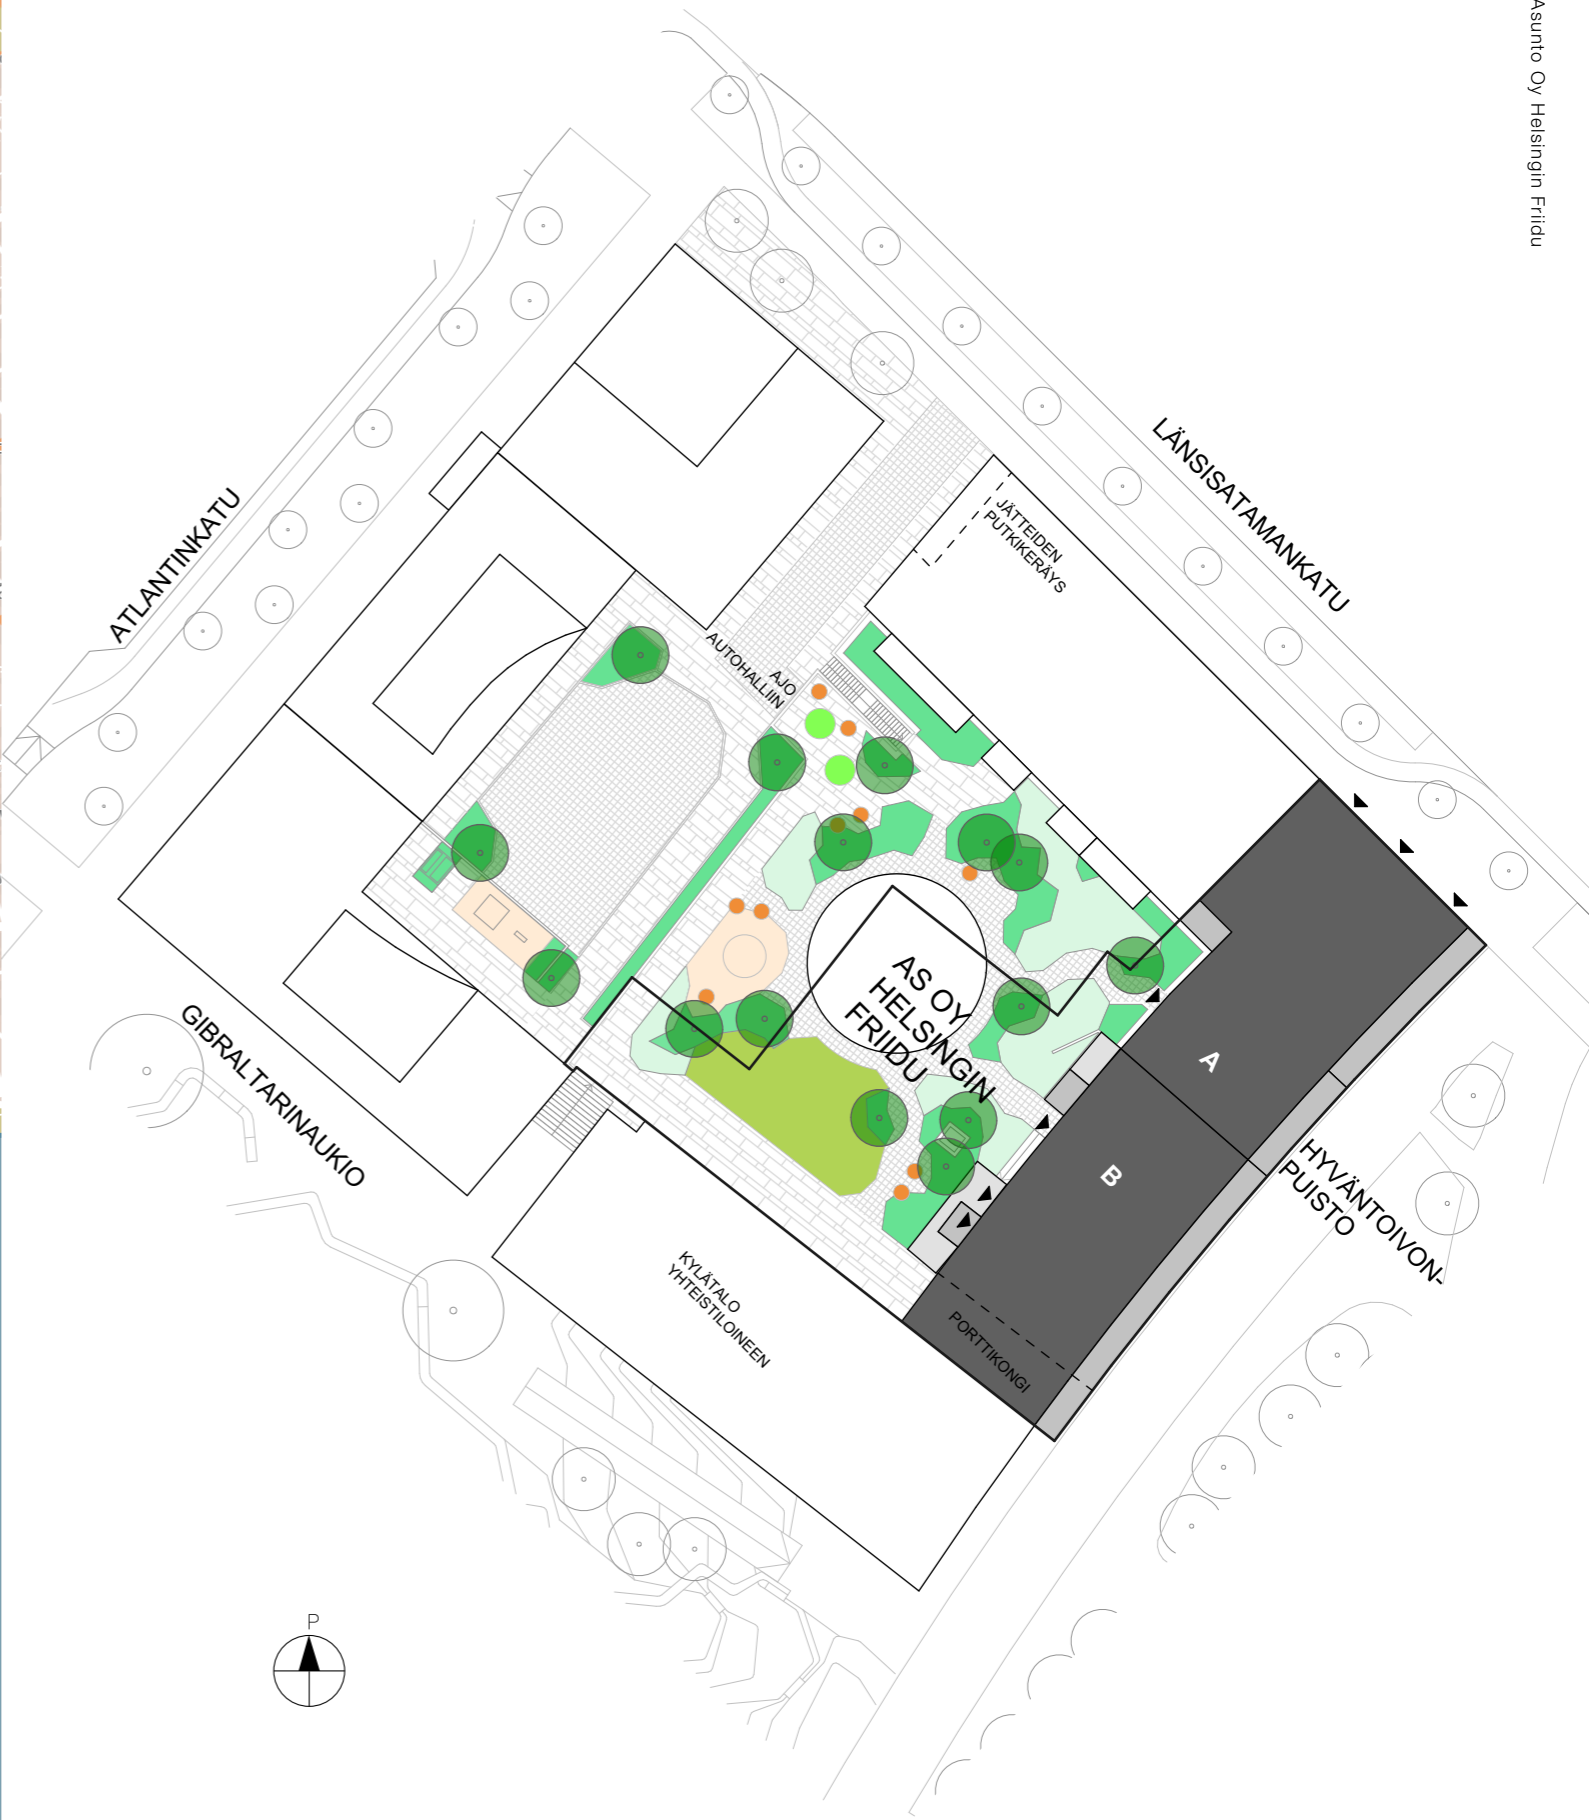 Asunto Oy Helsingin Friidu
LÄNSISATAMANKATU
ATLANTINKATU
JÄTTEIDEN
PUTKIKERÄYS
AJO
AUTOHALLIIN
AS OY
HELSINGIN
FRIIDU
A
B
GIBRALTARINAUKIO
HYVÄNTOIVON-
PUISTO
KYLÄTALO
YHTEISTILOINEEN
PORTTIKONGI
P